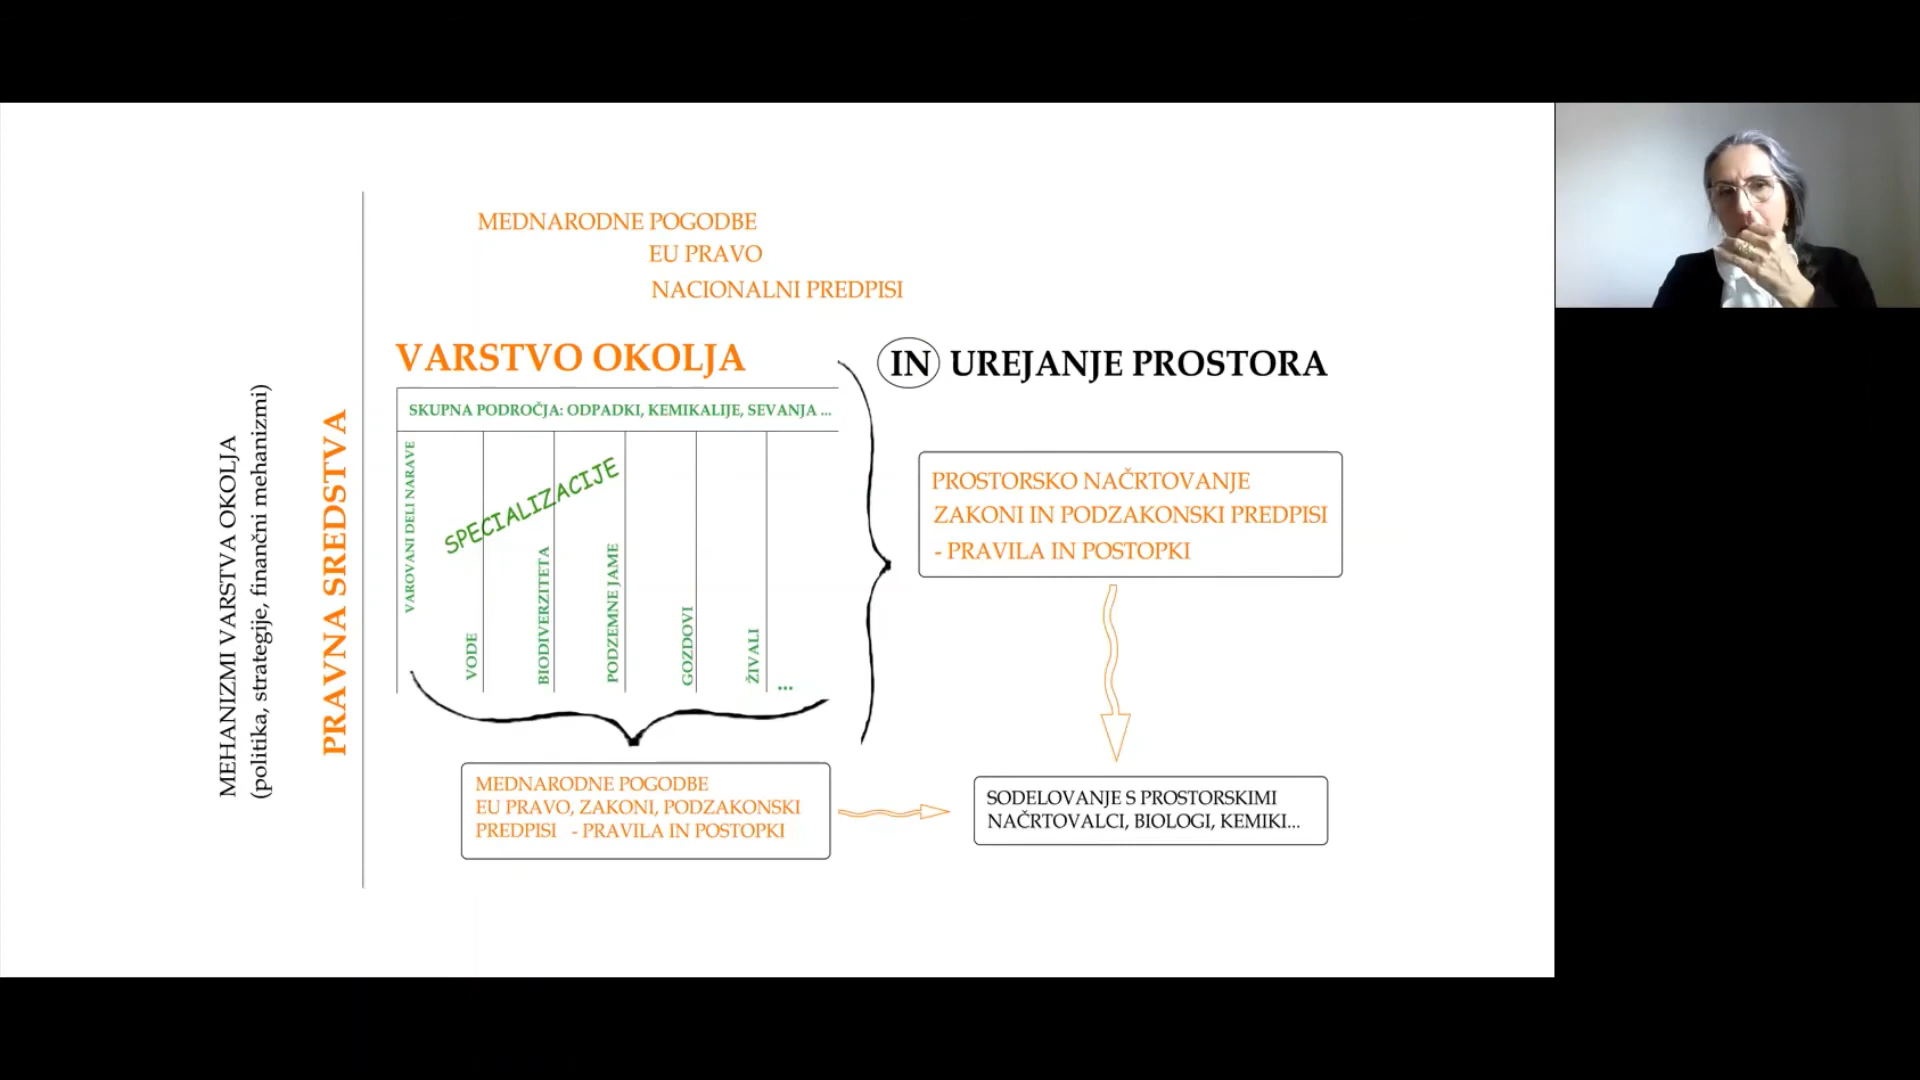 MEHANIZMI VARSTVA OKOLJA
(politika, strategije, finančni mehanizmi)
PRAVNA SREDSTVA
MEDNARODNE POGODBE
EU PRAVO
NACIONALNI PREDPISI
VARSTVO OKOLJA
IN UREJANJE PROSTORA
SKUPNA PODROČJA: ODPADKI, KEMIKALIJE, SEVANJA ...
VAROVANI DELI NARAVE
SPECIALIZACIJE
VODE
BIODIVERZITETA
PODZEMNE JAME
GOZDOVI
ŽIVALI
...
PROSTORSKO NAČRTOVANJE
ZAKONI IN PODZAKONSKI PREDPISI
- PRAVILA IN POSTOPKI
MEDNARODNE POGODBE
EU PRAVO, ZAKONI, PODZAKONSKI
PREDPISI - PRAVILA IN POSTOPKI
SODELOVANJE S PROSTORSKIMI
NAČRTOVALCI, BIOLOGI, KEMIKI...